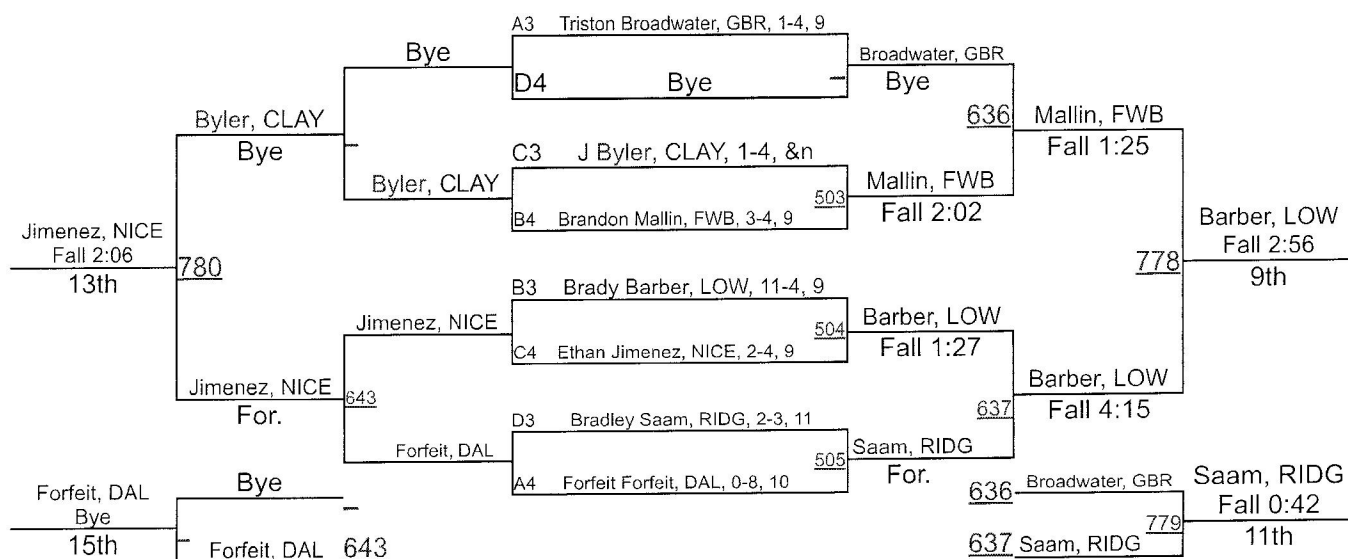 A3 Triston Broadwater, GBR, 1-4, 9
Bye
Broadwater, GBR
D4 Bye
Bye
Byler, CLAY
Bye
636
Mallin, FWB
Fall 1:25
C3 J Byler, CLAY, 1-4, &n
Byler, CLAY
503
Mallin, FWB
Fall 2:02
B4 Brandon Mallin, FWB, 3-4, 9
Jimenez, NICE
Fall 2:06
13th
780
778
Barber, LOW
Fall 2:56
9th
B3 Brady Barber, LOW, 11-4, 9
Jimenez, NICE
504
Barber, LOW
Fall 1:27
C4 Ethan Jimenez, NICE, 2-4, 9
Jimenez, NICE
For.
643
637
Barber, LOW
Fall 4:15
D3 Bradley Saam, RIDG, 2-3, 11
Forfeit, DAL
505
Saam, RIDG
For.
A4 Forfeit Forfeit, DAL, 0-8, 10
Forfeit, DAL
Bye
15th
Bye
Forfeit, DAL 643
636 Broadwater, GBR
637 Saam, RIDG
779
Saam, RIDG
Fall 0:42
11th